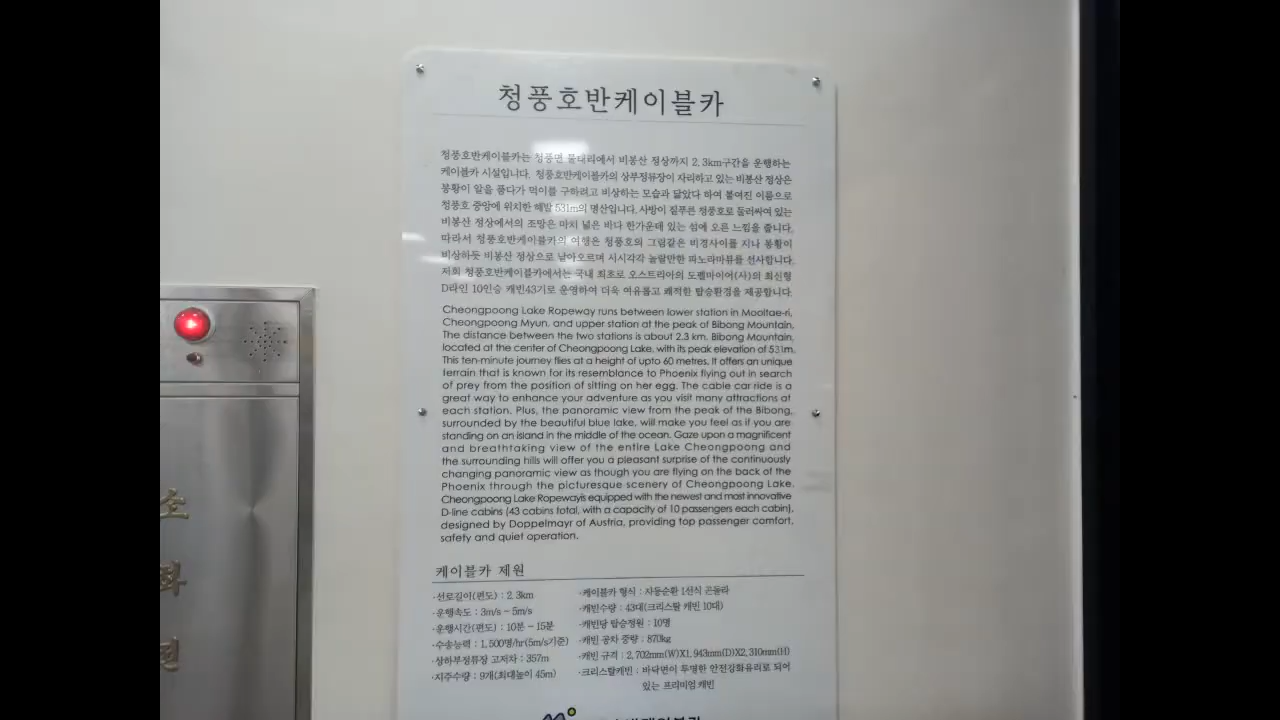 청풍호반케이블카
청풍호반케이블카는 청풍면 물태리에서 비봉산 정상까지 2.3km구간을 운행하는
케이블카 시설입니다. 청풍호반케이블카의 상부정류장이 자리하고 있는 비봉산 정상은
봉황이 알을 품다가 먹이를 구하려고 비상하는 모습과 닮았다 하여 붙여진 이름으로
청풍호 중앙에 위치한 해발 531m의 명산입니다. 사방이 짙푸른 청풍호로 둘러싸여 있는
비봉산 정상에서의 조망은 마치 넓은 바다 한가운데 있는 섬에 오른 느낌을 줍니다.
따라서 청풍호반케이블카의 여행은 청풍호의 그림같은 비경사이를 지나 봉황이
비상하듯 비봉산 정상으로 날아오르며 시시각각 놀랄만한 파노라마뷰를 선사합니다.
저희 청풍호반케이블카에서는 국내 최초로 오스트리아의 도펠마이어(사)의 최신형
D라인 10인승 캐빈43기로 운영하여 더욱 여유롭고 쾌적한 탑승환경을 제공합니다.
Cheongpoong Lake Ropeway runs between lower station in Mooltae-ri,
Cheongpoong Myun, and upper station at the peak of Bibong Mountain.
The distance between the two stations is about 2.3 km. Bibong Mountain,
located at the center of Cheongpoong Lake, with its peak elevation of 531m.
This ten-minute journey flies at a height of upto 60 metres. It offers an unique
terrain that is known for its resemblance to Phoenix flying out in search
of prey from the position of sitting on her egg. The cable car ride is a
great way to enhance your adventure as you visit many attractions at
each station. Plus, the panoramic view from the peak of the Bibong,
surrounded by the beautiful blue lake, will make you feel as if you are
standing on an island in the middle of the ocean. Gaze upon a magnificent
and breathtaking view of the entire Lake Cheongpoong and
the surrounding hills will offer you a pleasant surprise of the continuously
changing panoramic view as though you are flying on the back of the
Phoenix through the picturesque scenery of Cheongpoong Lake.
Cheongpoong Lake Ropewayis equipped with the newest and most innovative
D-line cabins (43 cabins total, with a capacity of 10 passengers each cabin),
designed by Doppelmayr of Austria, providing top passenger comfort,
safety and quiet operation.
케이블카 제원
·선로길이(편도) : 2.3km
·운행속도 : 3m/s - 5m/s
·운행시간(편도) : 10분 - 15분
·수송능력 : 1,500명/hr(5m/s기준)
·상하부정류장 고저차 : 357m
·지주수량 : 9개(최대높이 45m)
·케이블카 형식 : 자동순환 1선식 곤돌라
·캐빈수량 : 43대(크리스탈 캐빈 10대)
·캐빈당 탑승정원 : 10명
·캐빈 공차 중량 : 870kg
·캐빈 규격 : 2,702mm(W)X1,943mm(D)X2,310mm(H)
·크리스탈캐빈 : 바닥면이 투명한 안전강화유리로 되어
있는 프리미엄 캐빈
소
화
전